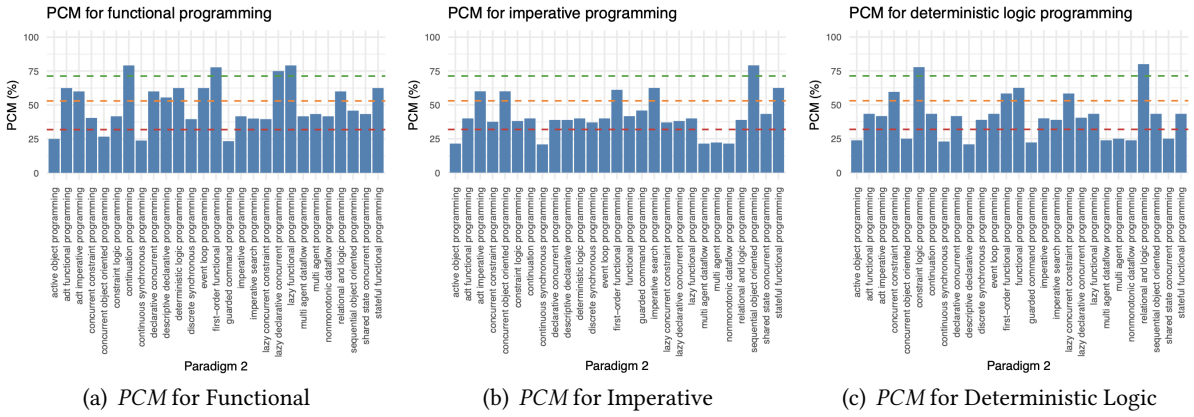 PCM for functional programming
100
75
50
25
0
PCM (%)
active object programming
adt functional programming
adt imperative programming
concurrent constraint programming
concurrent object oriented programming
constraint logic programming
continuation programming
continuous synchronous programming
declarative concurrent programming
descriptive declarative programming
deterministic logic programming
discrete synchronous programming
event loop programming
first−order functional programming
guarded command programming
imperative programming
imperative search programming
lazy concurrent constraint programming
lazy declarative concurrent programming
lazy functional programming
multi agent dataflow programming
multi agent programming
nonmonotonic dataflow programming
relational and logic programming
sequential object oriented programming
shared state concurrent programming
stateful functional programming
Paradigm 2
(a) PCM for Functional
PCM for imperative programming
100
75
50
25
0
PCM (%)
active object programming
adt functional programming
adt imperative programming
concurrent constraint programming
concurrent object oriented programming
constraint logic programming
continuation programming
continuous synchronous programming
declarative concurrent programming
descriptive declarative programming
deterministic logic programming
discrete synchronous programming
event loop programming
first−order functional programming
functional programming
guarded command programming
imperative search programming
lazy concurrent constraint programming
lazy declarative concurrent programming
lazy functional programming
multi agent dataflow programming
multi agent programming
nonmonotonic dataflow programming
relational and logic programming
sequential object oriented programming
shared state concurrent programming
stateful functional programming
Paradigm 2
(b) PCM for Imperative
PCM for deterministic logic programming
100
75
50
25
0
PCM (%)
active object programming
adt functional programming
adt imperative programming
concurrent constraint programming
concurrent object oriented programming
constraint logic programming
continuation programming
continuous synchronous programming
declarative concurrent programming
descriptive declarative programming
discrete synchronous programming
event loop programming
first−order functional programming
functional programming
guarded command programming
imperative programming
imperative search programming
lazy concurrent constraint programming
lazy declarative concurrent programming
lazy functional programming
multi agent dataflow programming
multi agent programming
nonmonotonic dataflow programming
relational and logic programming
sequential object oriented programming
shared state concurrent programming
stateful functional programming
Paradigm 2
(c) PCM for Deterministic Logic